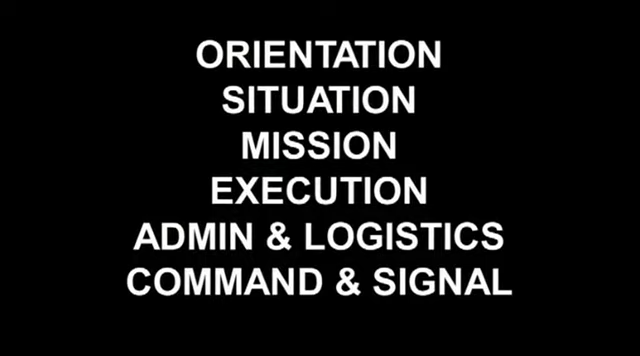 ORIENTATION
SITUATION
MISSION
EXECUTION
ADMIN & LOGISTICS
COMMAND & SIGNAL